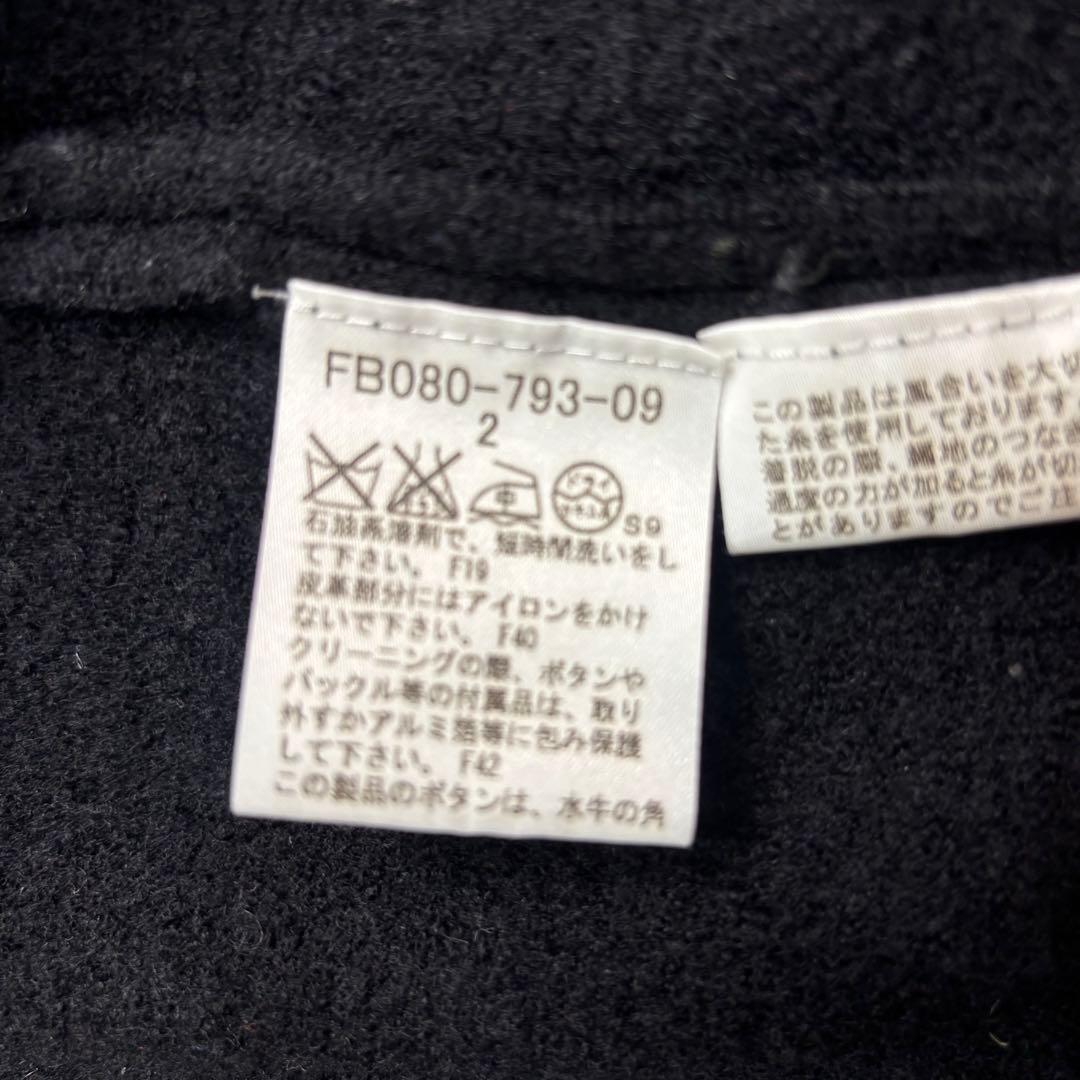 FB080-793-09
2
中
ドライ
S9
石油系溶剤で、短時間洗いをし
て下さい。 F19
皮革部分にはアイロンをかけ
ないで下さい。 F40
クリーニングの際、ボタンや
バックル等の付属品は、取り
外すかアルミ箔等に包み保護
して下さい。 F42
この製品のボタンは、水牛の角
この製品は風合いを大切
た糸を使用しております
着脱の際、編地のつなぎ
過度の力が加ると糸が切
とがありますのでご注